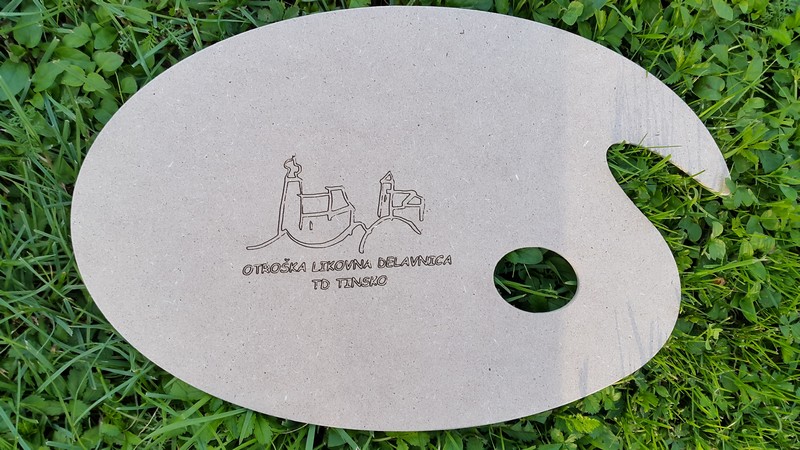 OTROŠKA LIKOVNA DELAVNICA
TD TINSKO